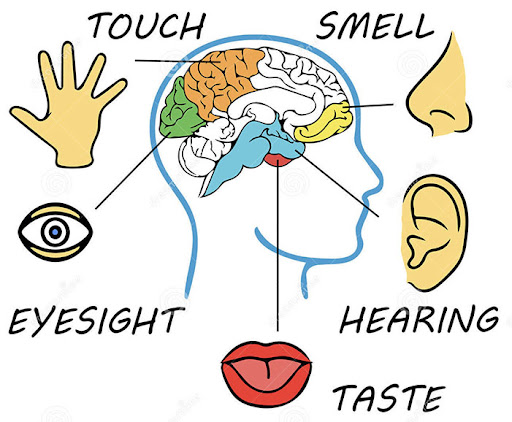 TOUCH
SMELL
EYESIGHT
HEARING
TASTE